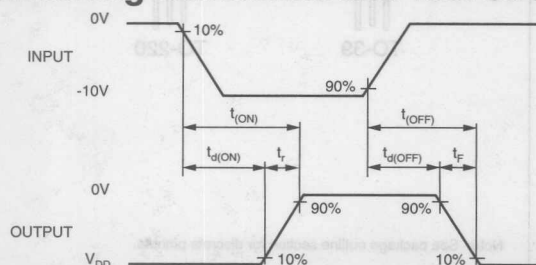 0V
10%
INPUT
90%
-10V
t(ON)
t(OFF)
td(ON)
tr
td(OFF)
tF
0V
90%
90%
OUTPUT
VDD
10%
10%